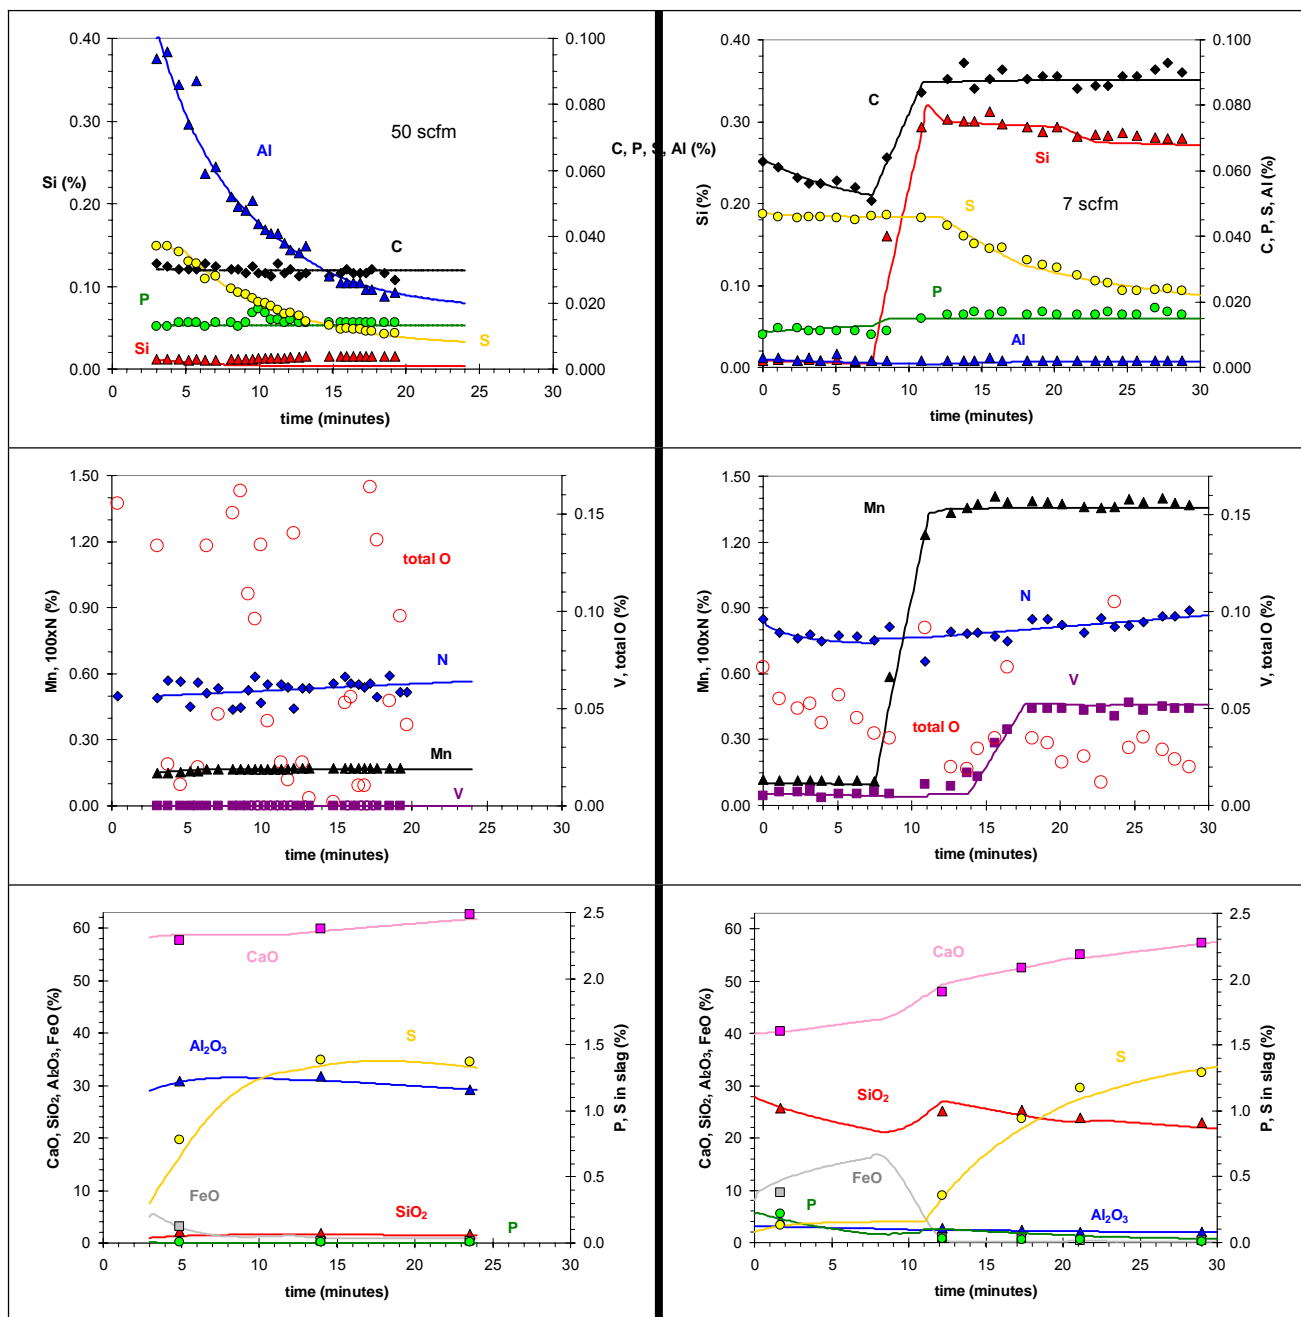 0.40
0.30
0.20
0.10
0.00
Si (%)
0.100
0.080
0.060
0.040
0.020
0.000
C, P, S, Al (%)
50 scfm
Al
C
P
S
Si
0
5
10
15
20
25
30
time (minutes)
0.40
0.30
0.20
0.10
0.00
Si (%)
0.100
0.080
0.060
0.040
0.020
0.000
C, P, S, Al (%)
C
Si
S
7 scfm
P
Al
0
5
10
15
20
25
30
time (minutes)
1.50
1.20
0.90
0.60
0.30
0.00
Mn, 100xN (%)
0.15
0.10
0.05
0.00
V, total O (%)
total O
N
Mn
V
0
5
10
15
20
25
30
time (minutes)
1.50
1.20
0.90
0.60
0.30
0.00
Mn, 100xN (%)
0.15
0.10
0.05
0.00
V, total O (%)
Mn
N
V
total O
0
5
10
15
20
25
30
time (minutes)
60
50
40
30
20
10
0
CaO, SiO₂, Al₂O₃, FeO (%)
2.5
2.0
1.5
1.0
0.5
0.0
P, S in slag (%)
CaO
Al₂O₃
S
FeO
SiO₂
P
0
5
10
15
20
25
30
time (minutes)
60
50
40
30
20
10
0
CaO, SiO₂, Al₂O₃, FeO (%)
2.5
2.0
1.5
1.0
0.5
0.0
P, S in slag (%)
CaO
S
SiO₂
FeO
P
Al₂O₃
0
5
10
15
20
25
30
time (minutes)